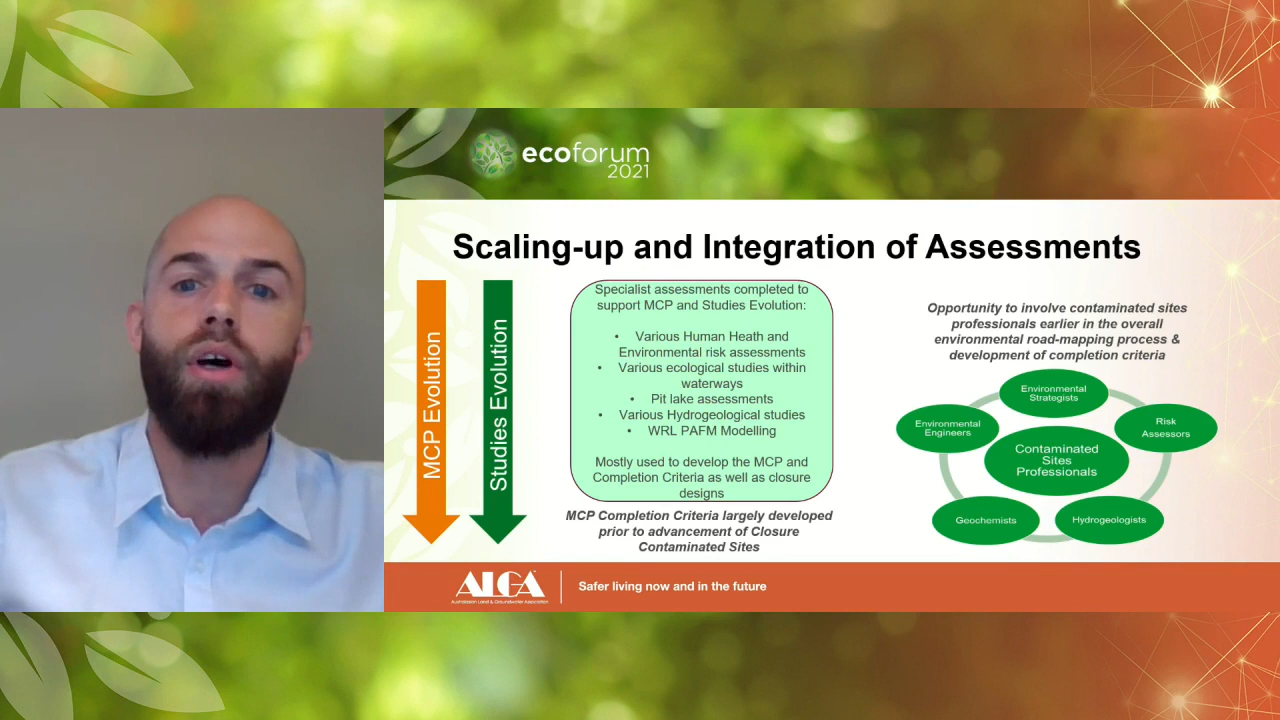 ecoforum
2021
Scaling-up and Integration of Assessments
MCP Evolution
Studies Evolution
Specialist assessments completed to
support MCP and Studies Evolution:
• Various Human Heath and
Environmental risk assessments
• Various ecological studies within
waterways
• Pit lake assessments
• Various Hydrogeological studies
• WRL PAFM Modelling
Mostly used to develop the MCP and
Completion Criteria as well as closure
designs
MCP Completion Criteria largely developed
prior to advancement of Closure
Contaminated Sites
Opportunity to involve contaminated sites
professionals earlier in the overall
environmental road-mapping process &
development of completion criteria
Environmental
Strategists
Environmental
Engineers
Risk
Assessors
Contaminated
Sites
Professionals
Geochemists
Hydrogeologists
ALGA
Australasian Land & Groundwater Association
Safer living now and in the future